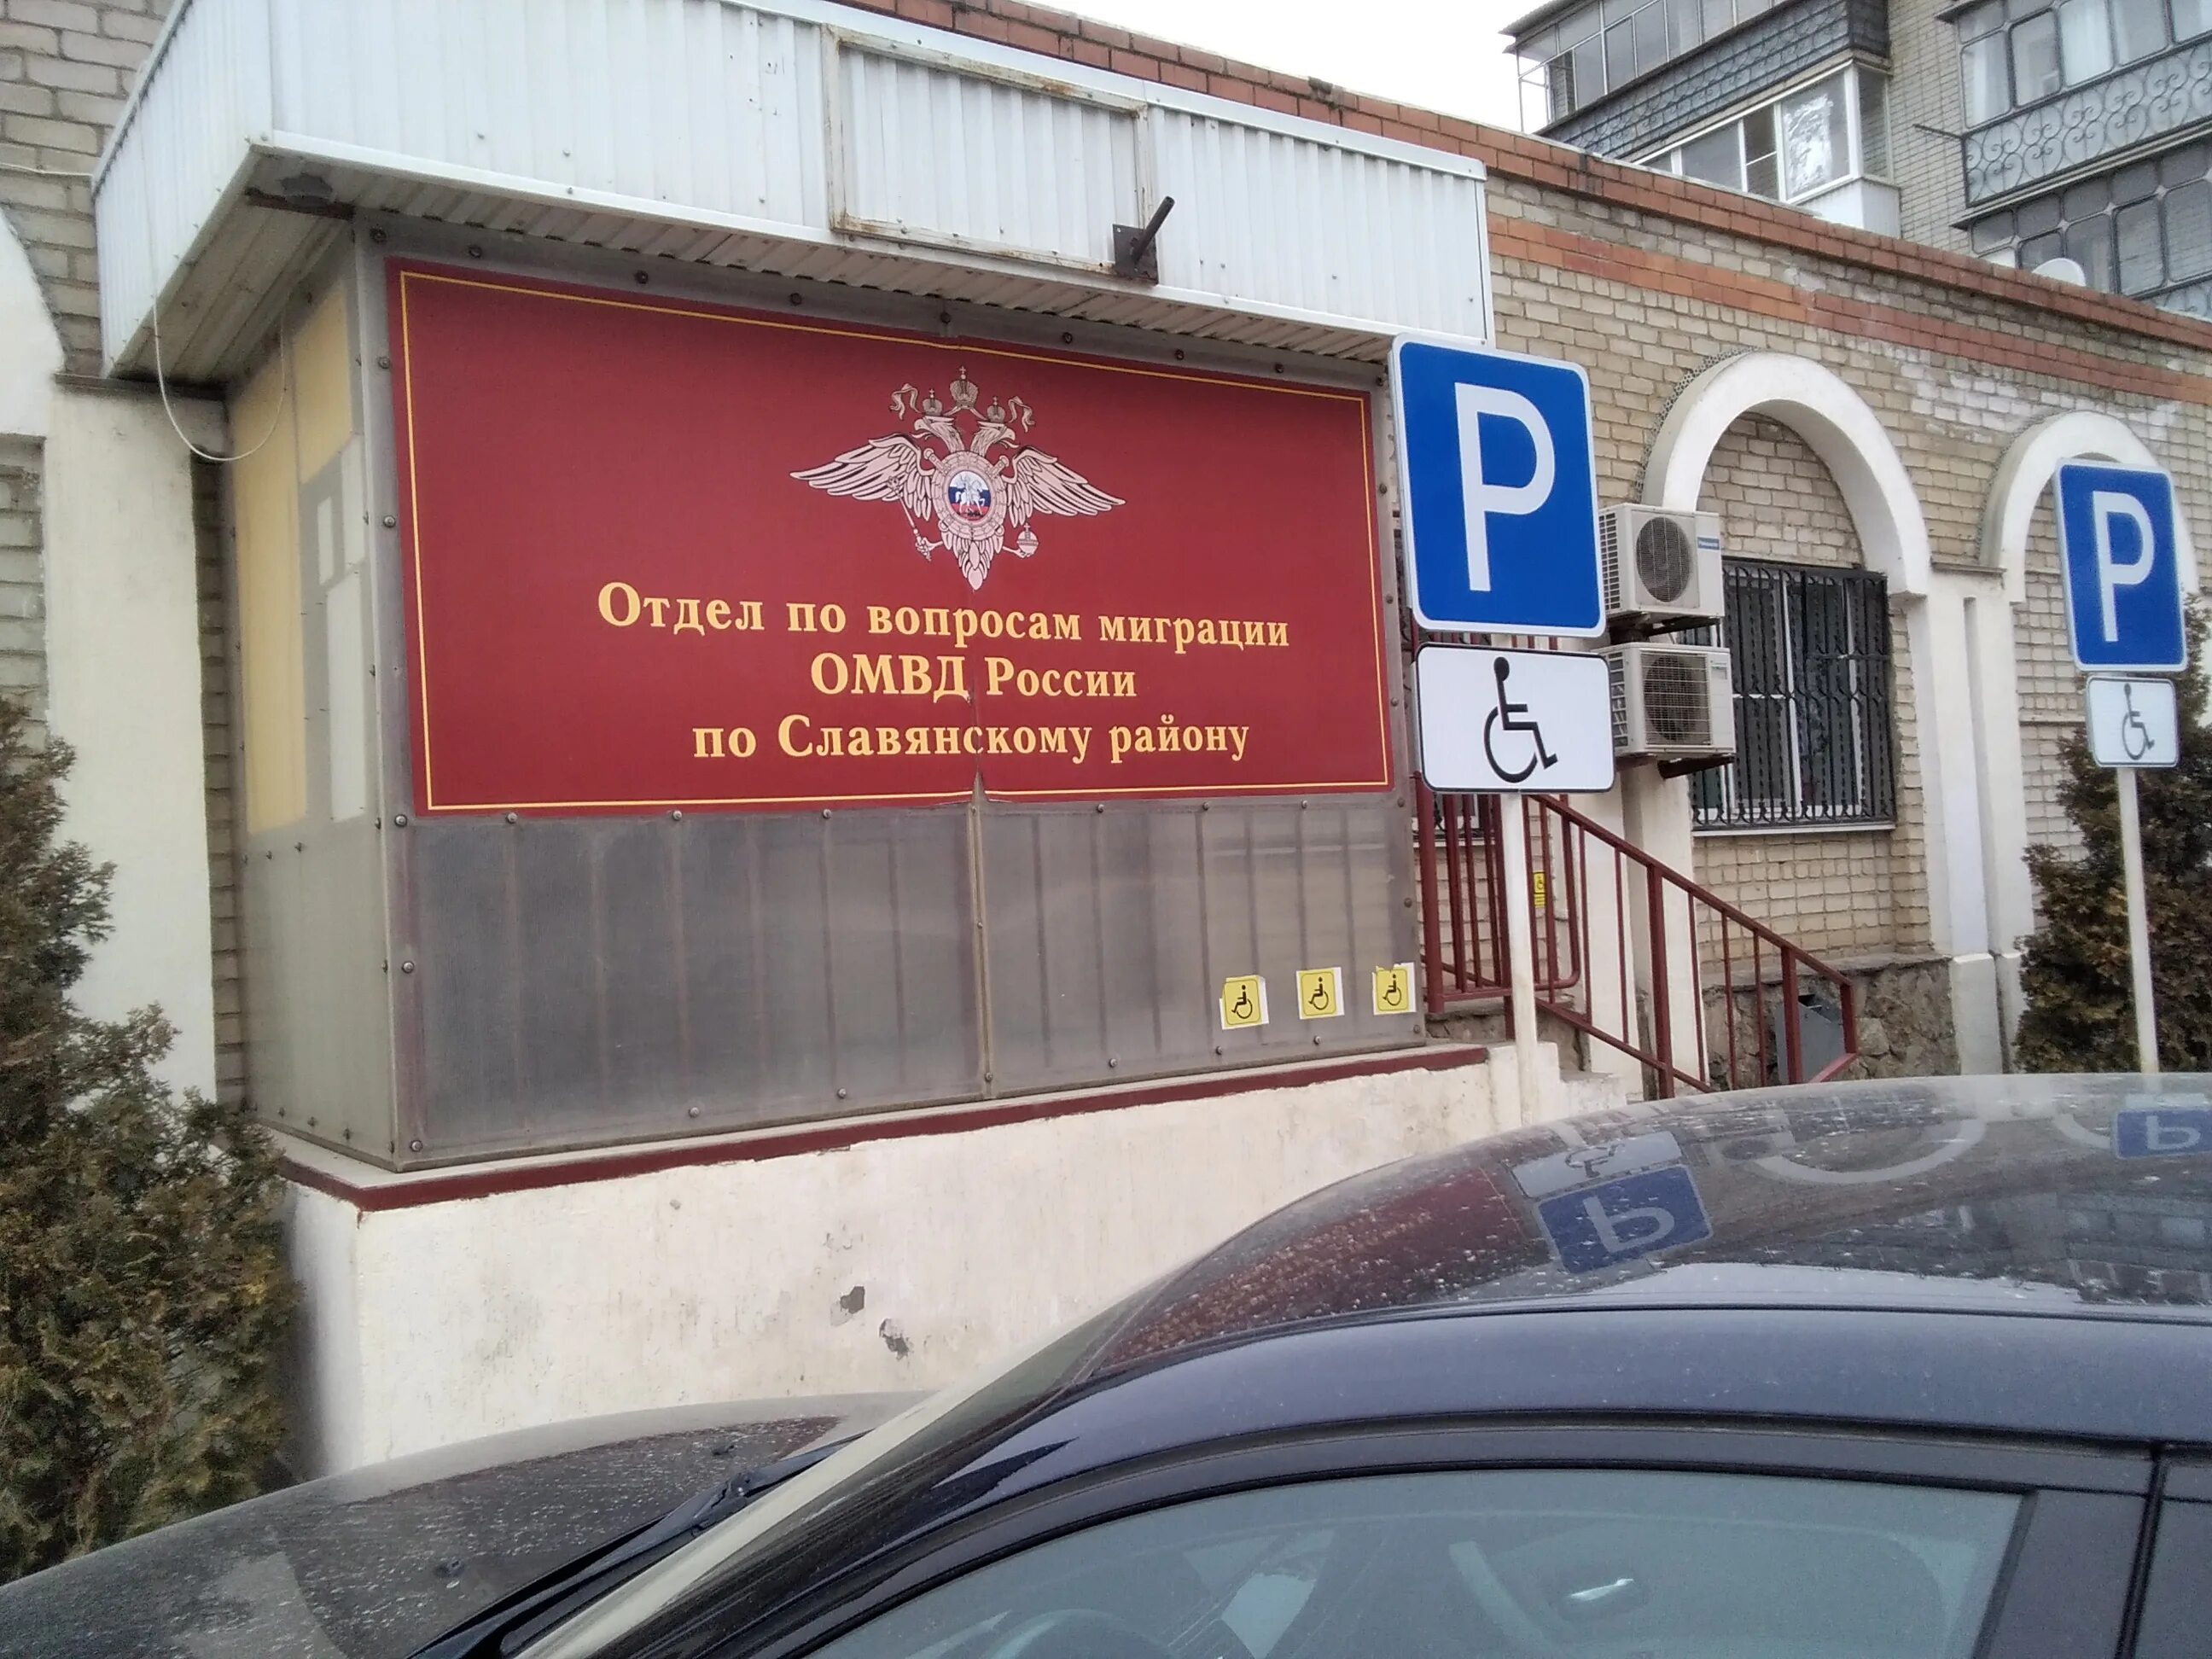 Отдел по вопросам миграции
ОМВД России
по Славянскому району
P
P